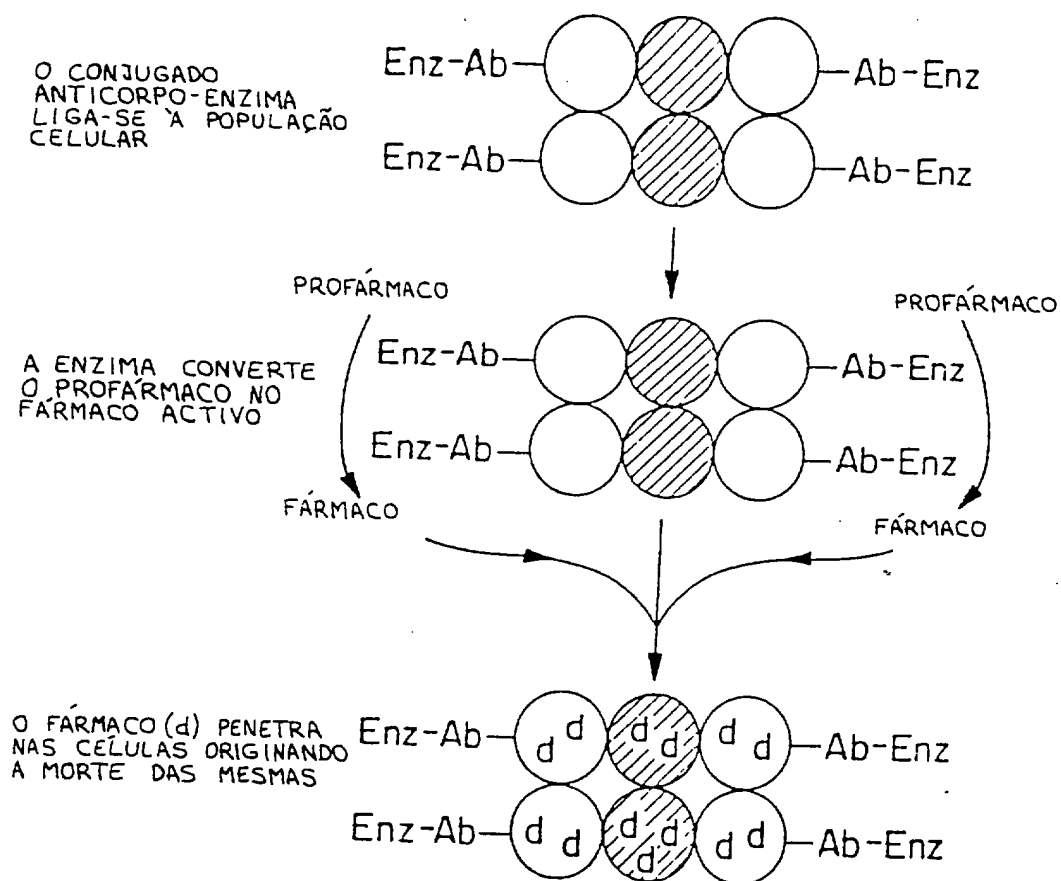 O CONJUGADO
ANTICORPO-ENZIMA
LIGA-SE À POPULAÇÃO
CELULAR
Enz-Ab
Ab-Enz
Enz-Ab
Ab-Enz
PROFÁRMACO
PROFÁRMACO
A ENZIMA CONVERTE
O PROFÁRMACO NO
FÁRMACO ACTIVO
Enz-Ab
Ab-Enz
Enz-Ab
Ab-Enz
FÁRMACO
FÁRMACO
O FÁRMACO (d) PENETRA
NAS CÉLULAS ORIGINANDO
A MORTE DAS MESMAS
Enz-Ab
d d
d d
d d
Ab-Enz
Enz-Ab
d d
d d d
d d
Ab-Enz